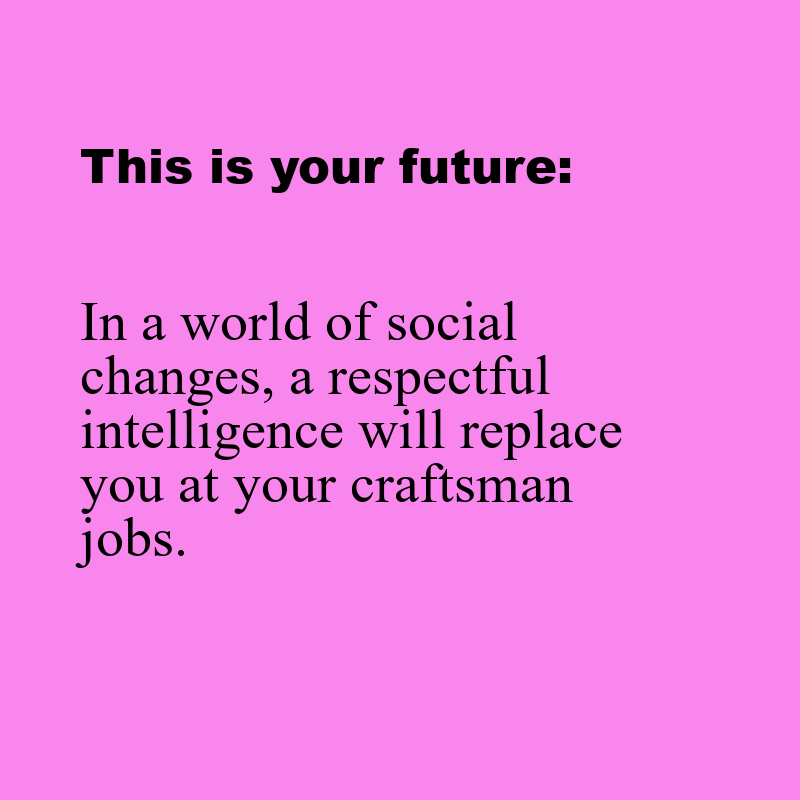 This is your future:
In a world of social
changes, a respectful
intelligence will replace
you at your craftsman
jobs.